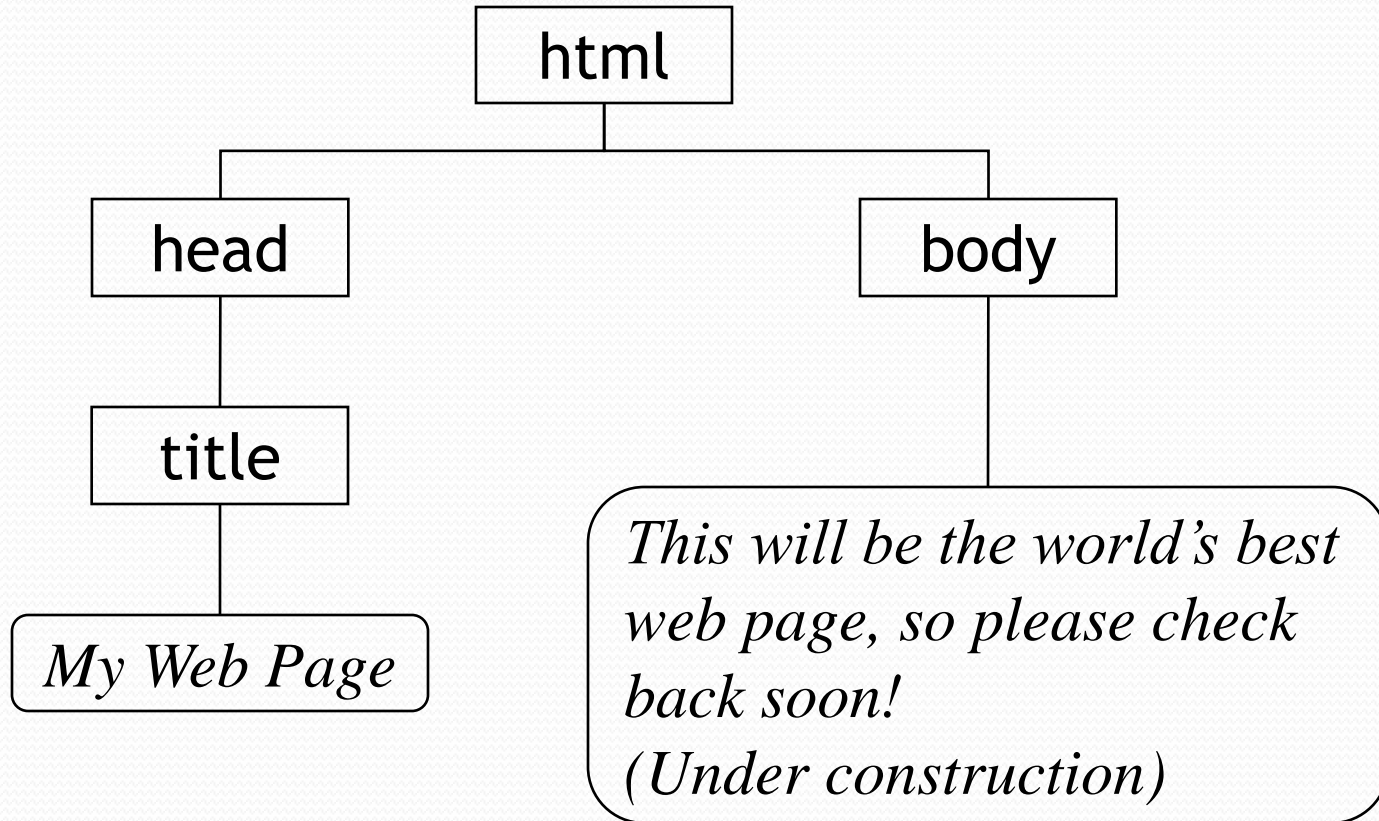 html
head
body
title
My Web Page
This will be the world’s best
web page, so please check
back soon!
(Under construction)